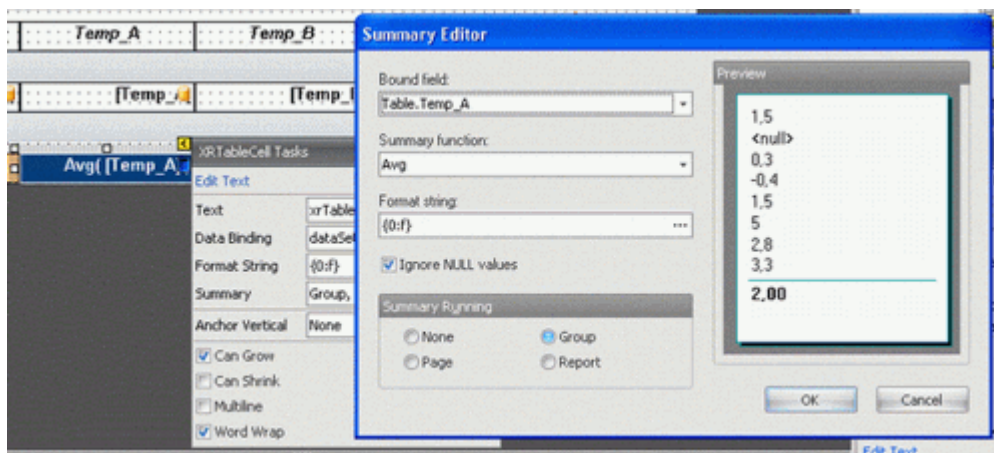 Temp_A Temp_B
[Temp_A [Temp_
Avg( [Temp_A
XRTableCell Tasks
Edit Text
Text xrTable
Data Binding dataSet
Format String {0:f}
Summary Group,
Anchor Vertical None
Can Grow
Can Shrink
Multiline
Word Wrap
Summary Editor
Bound field:
Table.Temp_A
Summary function:
Avg
Format string:
{0:f} ...
Ignore NULL values
Summary Running
None Group
Page Report
Preview
1,5
<null>
0,3
-0,4
1,5
5
2,8
3,3
2,00
OK Cancel
Edit Text